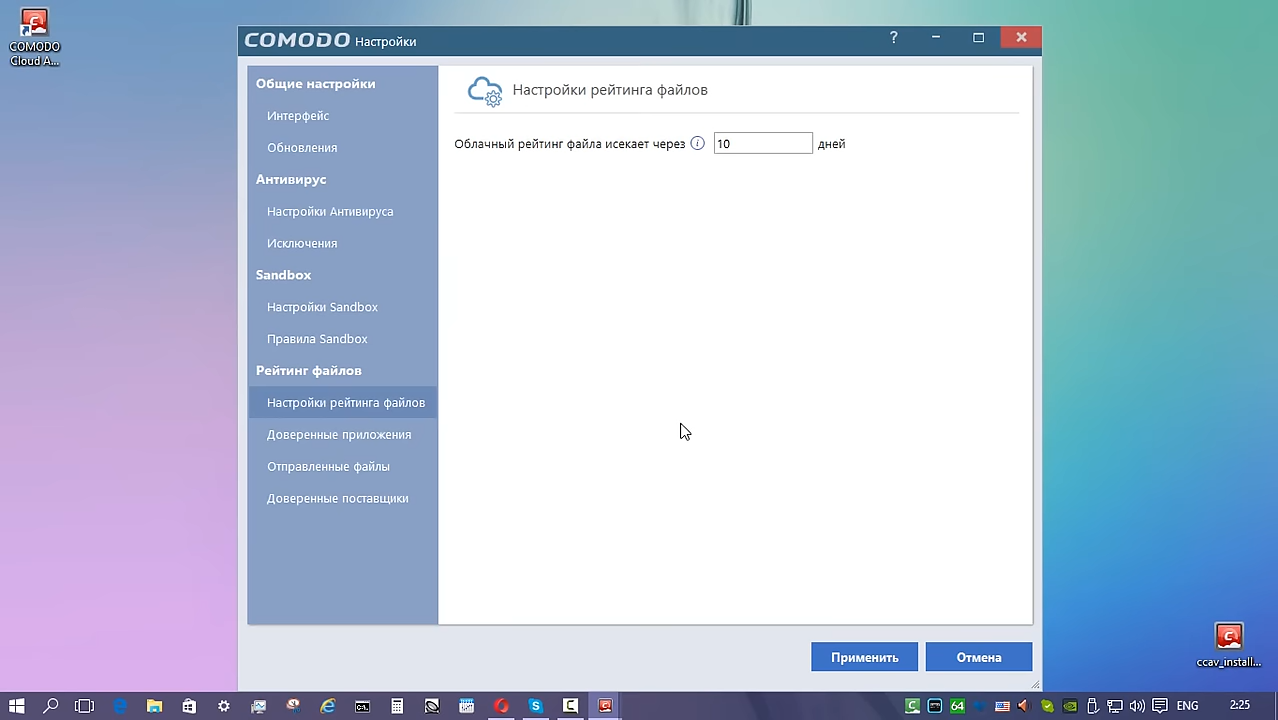 COMODO
Cloud A...
COMODO Настройки
?
Общие настройки
Интерфейс
Обновления
Антивирус
Настройки Антивируса
Исключения
Sandbox
Настройки Sandbox
Правила Sandbox
Рейтинг файлов
Настройки рейтинга файлов
Доверенные приложения
Отправленные файлы
Доверенные поставщики
Настройки рейтинга файлов
Облачный рейтинг файла исекает через i 10 дней
Применить
Отмена
ccav_install...
64
ENG
2:25